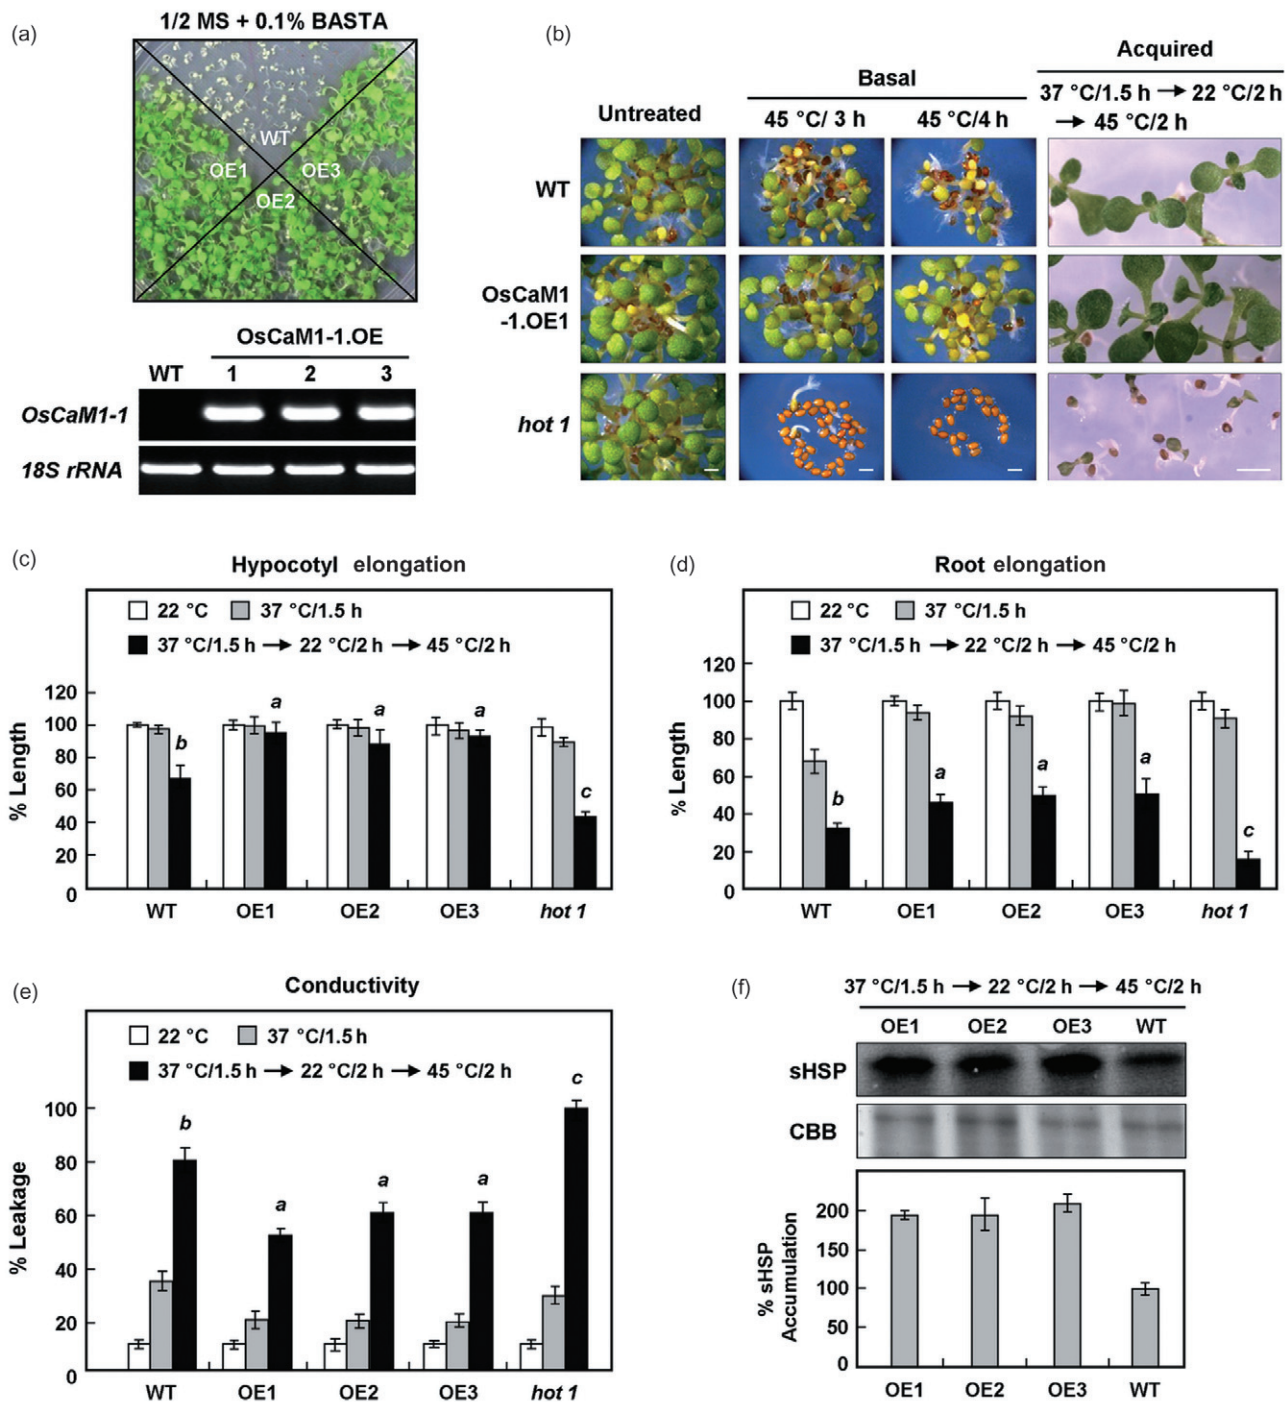 (a)
1/2 MS + 0.1% BASTA
WT
OE1
OE3
OE2
OsCaM1-1.OE
WT 1 2 3
OsCaM1-1
18S rRNA
(b)
Acquired
Basal
37 °C/1.5 h → 22 °C/2 h
→ 45 °C/2 h
Untreated
45 °C/ 3 h
45 °C/4 h
WT
OsCaM1
-1.OE1
hot 1
(c)
Hypocotyl elongation
22 °C
37 °C/1.5 h
37 °C/1.5 h → 22 °C/2 h → 45 °C/2 h
% Length
120
100
80
60
40
20
0
b
a
a
a
c
WT
OE1
OE2
OE3
hot 1
(d)
Root elongation
22 °C
37 °C/1.5 h
37 °C/1.5 h → 22 °C/2 h → 45 °C/2 h
% Length
120
100
80
60
40
20
0
b
a
a
a
c
WT
OE1
OE2
OE3
hot 1
(e)
Conductivity
22 °C
37 °C/1.5 h
37 °C/1.5 h → 22 °C/2 h → 45 °C/2 h
% Leakage
100
80
60
40
20
0
b
a
a
a
c
WT
OE1
OE2
OE3
hot 1
(f)
37 °C/1.5 h → 22 °C/2 h → 45 °C/2 h
OE1 OE2 OE3 WT
sHSP
CBB
% sHSP
Accumulation
200
150
100
50
0
OE1
OE2
OE3
WT